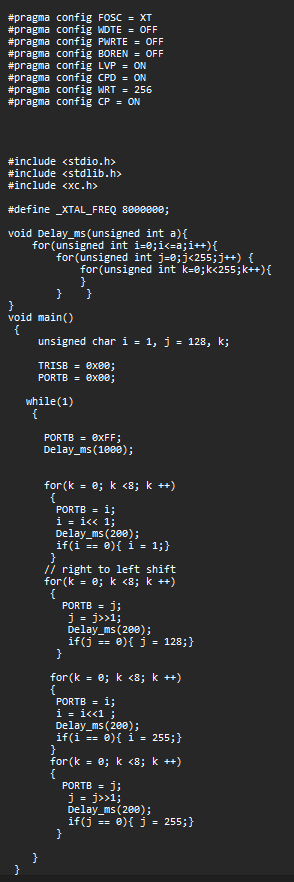 #pragma config FOSC = XT
#pragma config WDTE = OFF
#pragma config PWRTE = OFF
#pragma config BOREN = OFF
#pragma config LVP = ON
#pragma config CPD = ON
#pragma config WRT = 256
#pragma config CP = ON
#include <stdio.h>
#include <stdlib.h>
#include <xc.h>
#define _XTAL_FREQ 8000000;
void Delay_ms(unsigned int a){
for(unsigned int i=0;i<=a;i++){
for(unsigned int j=0;j<255;j++) {
for(unsigned int k=0;k<255;k++){
}
} }
}
void main()
{
unsigned char i = 1, j = 128, k;
TRISB = 0x00;
PORTB = 0x00;
while(1)
{
PORTB = 0xFF;
Delay_ms(1000);
for(k = 0; k <8; k ++)
{
PORTB = i;
i = i<< 1;
Delay_ms(200);
if(i == 0){ i = 1;}
}
// right to left shift
for(k = 0; k <8; k ++)
{
PORTB = j;
j = j>>1;
Delay_ms(200);
if(j == 0){ j = 128;}
}
for(k = 0; k <8; k ++)
{
PORTB = i;
i = i<<1 ;
Delay_ms(200);
if(i == 0){ i = 255;}
}
for(k = 0; k <8; k ++)
{
PORTB = j;
j = j>>1;
Delay_ms(200);
if(j == 0){ j = 255;}
}
}
}